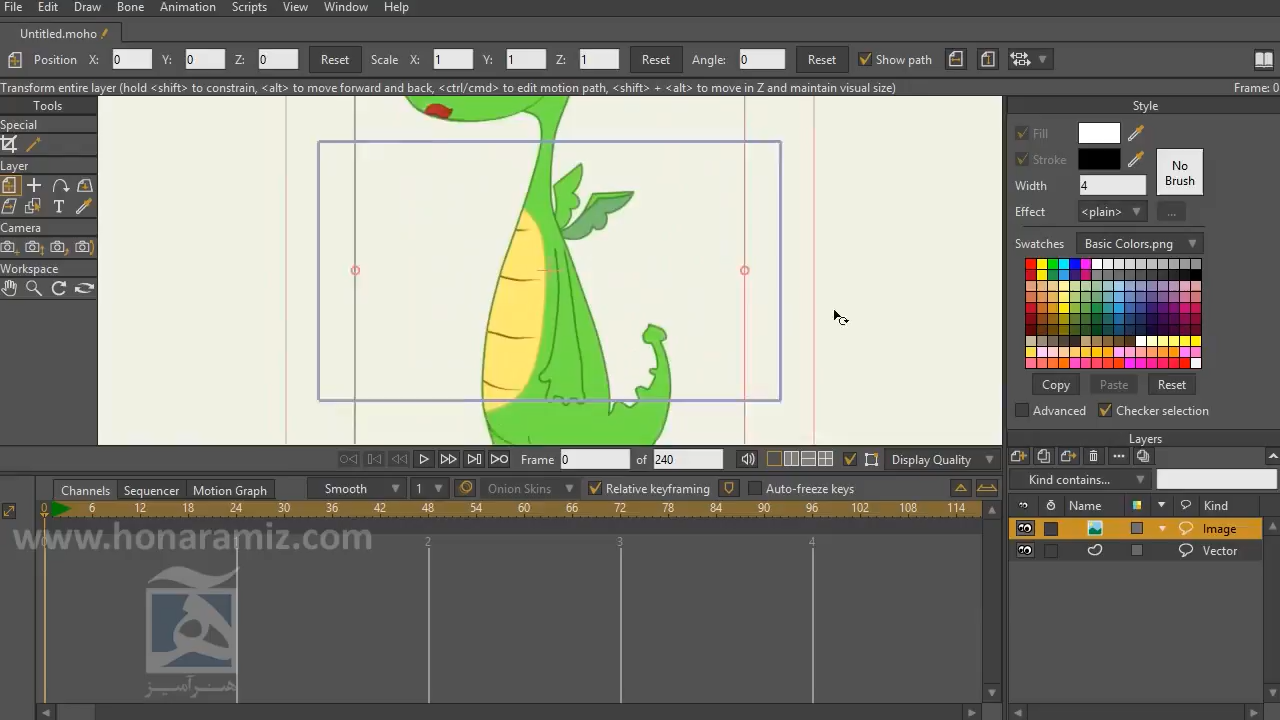 File Edit Draw Bone Animation Scripts View Window Help
Untitled.moho
Position X: 0 Y: 0 Z: 0 Reset Scale X: 1 Y: 1 Z: 1 Reset Angle: 0 Reset Show path
Transform entire layer (hold <shift> to constrain, <alt> to move forward and back, <ctrl/cmd> to edit motion path, <shift> + <alt> to move in Z and maintain visual size) Frame: 0
Tools
Special
Layer
Camera
Workspace
Style
Fill
Stroke
No
Brush
Width 4
Effect <plain> ...
Swatches Basic Colors.png
Copy Paste Reset
Advanced Checker selection
Layers
Kind contains...
Name Kind
Image
Vector
Frame 0 of 240 Display Quality
Channels Sequencer Motion Graph Smooth 1 Onion Skins Relative keyframing Auto-freeze keys
0 6 12 18 24 30 36 42 48 54 60 66 72 78 84 90 96 102 108 114
www.honaramiz.com
1 2 3 4
هنرآمیز